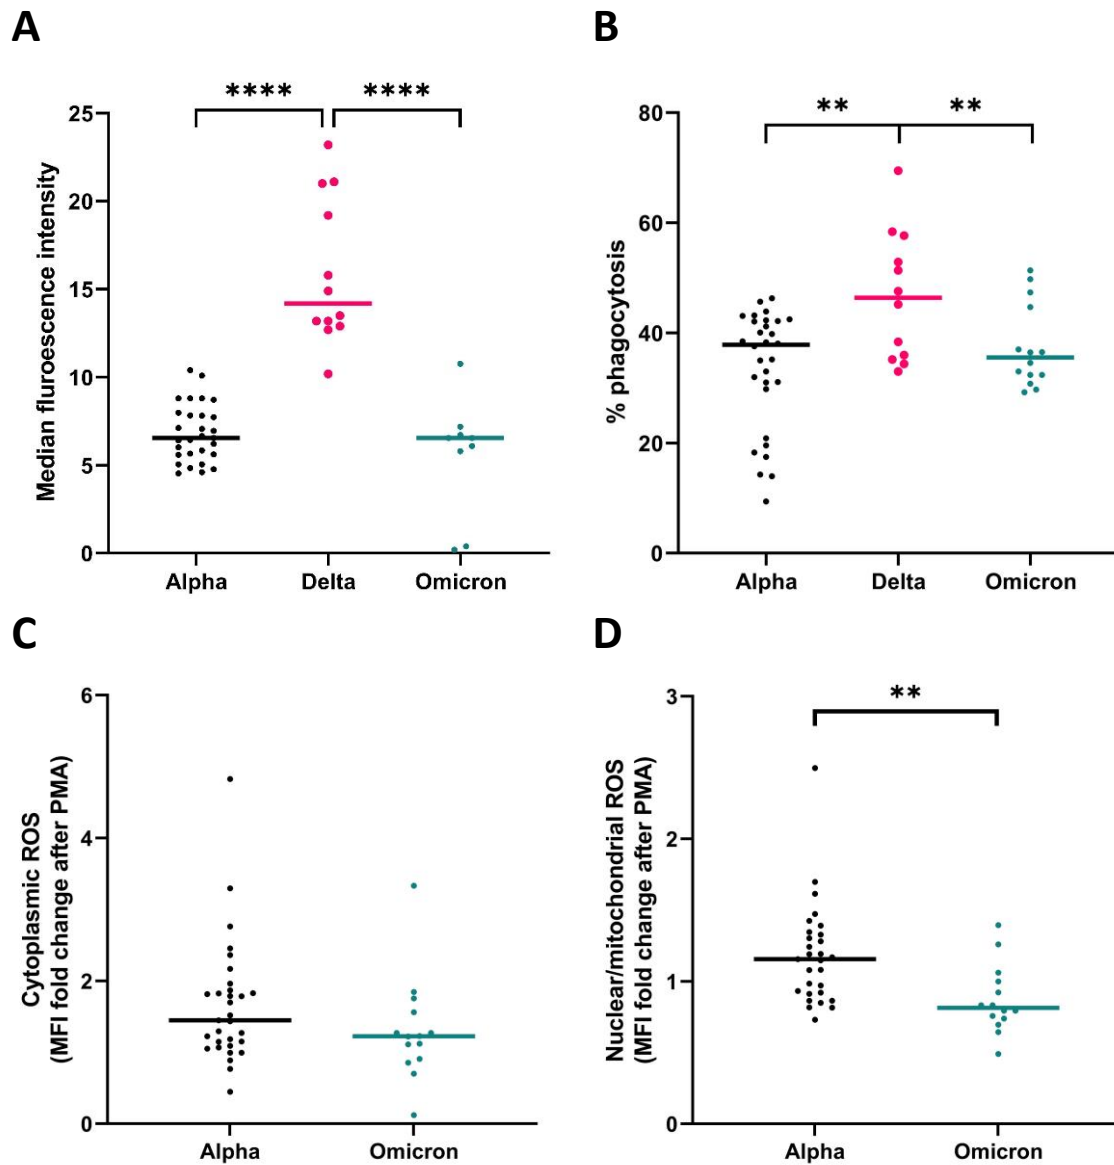 A
Median fluroescence intensity
25
20
15
10
5
0
**** ****
Alpha Delta Omicron
B
% phagocytosis
80
60
40
20
0
** **
Alpha Delta Omicron
C
Cytoplasmic ROS
(MFI fold change after PMA)
6
4
2
0
Alpha Omicron
D
Nuclear/mitochondrial ROS
(MFI fold change after PMA)
3
2
1
0
**
Alpha Omicron